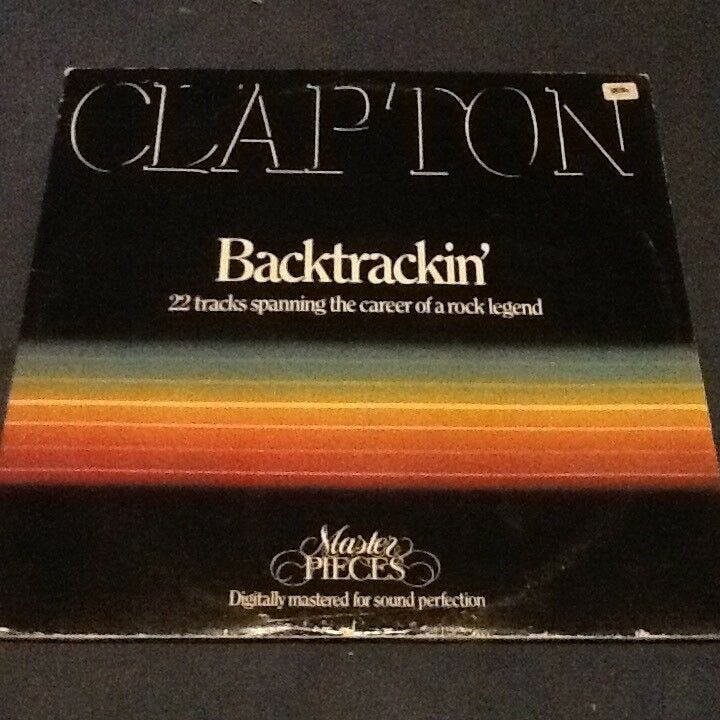 CLAPTON
Backtrackin'
22 tracks spanning the career of a rock legend
Master
PIECES
Digitally mastered for sound perfection